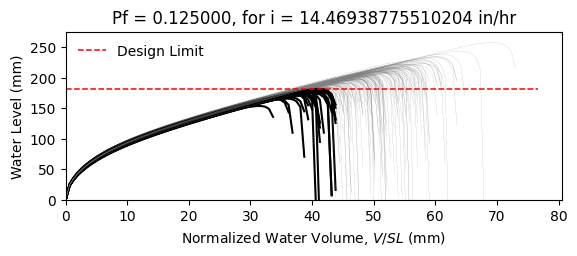 Pf = 0.125000, for i = 14.46938775510204 in/hr
Design Limit
Water Level (mm)
250
200
150
100
50
0
0 10 20 30 40 50 60 70 80
Normalized Water Volume, V/SL (mm)